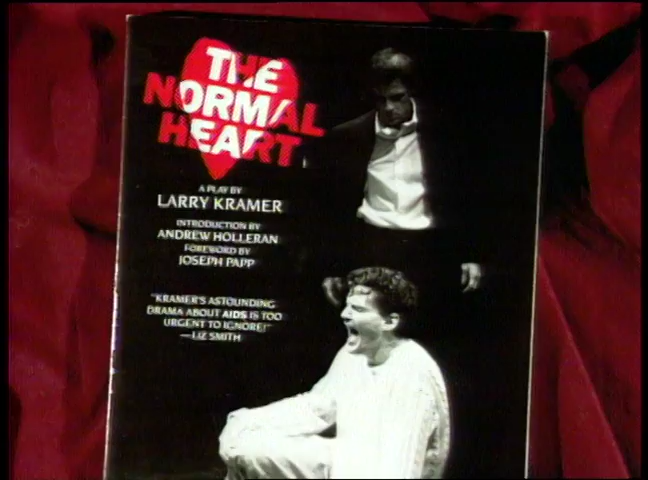 THE
NORMAL
HEART
A PLAY BY
LARRY KRAMER
INTRODUCTION BY
ANDREW HOLLERAN
FOREWORD BY
JOSEPH PAPP
"KRAMER'S ASTOUNDING
DRAMA ABOUT AIDS IS TOO
URGENT TO IGNORE!"
—LIZ SMITH